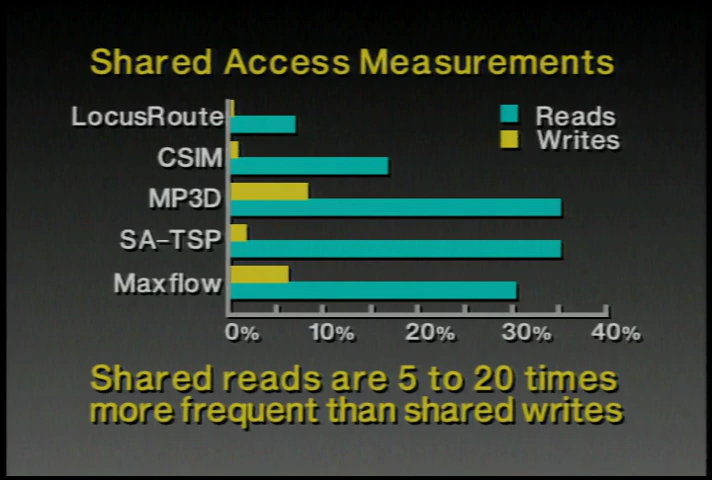 Shared Access Measurements
LocusRoute
CSIM
MP3D
SA-TSP
Maxflow
Reads
Writes
0% 10% 20% 30% 40%
Shared reads are 5 to 20 times
more frequent than shared writes